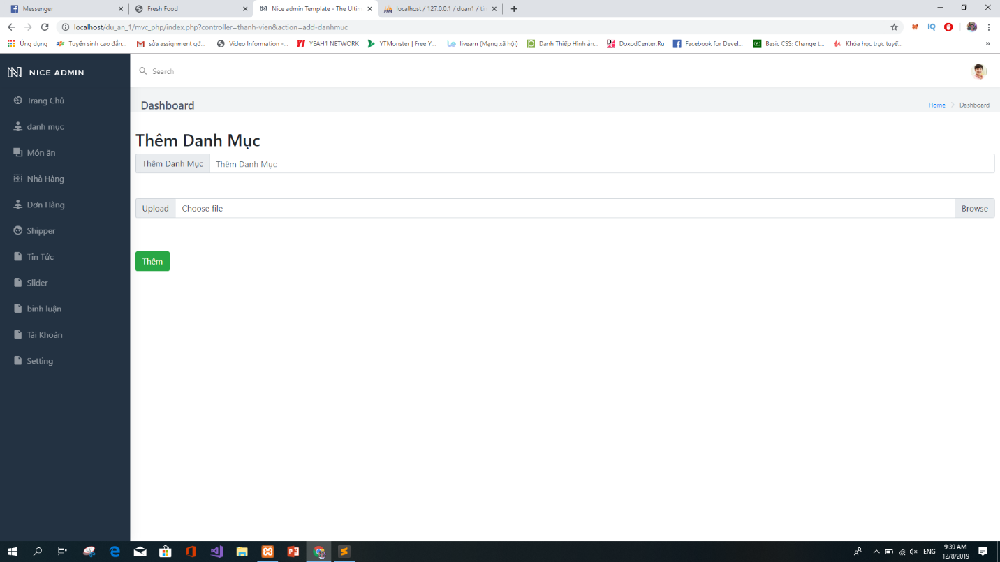 Messenger
Fresh Food
Nice admin Template - The Ultim
localhost / 127.0.0.1 / duan1 / tin
localhost/du_an_1/mvc_php/index.php?controller=thanh-vien&action=add-danhmuc
Ứng dụng
Tuyển sinh cao đẳn...
sửa assignment gđ...
Video Information -...
YEAH1 NETWORK
YTMonster | Free Y...
liveam (Mạng xã hội)
Danh Thiếp Hình ản...
DoxodCenter.Ru
Facebook for Devel...
Basic CSS: Change t...
Khóa học trực tuyế...
»
NICE ADMIN
Search
Trang Chủ
danh mục
Món ăn
Nhà Hàng
Đơn Hàng
Shipper
Tin Tức
Slider
bình luận
Tài Khoản
Setting
Dashboard
Home
Dashboard
Thêm Danh Mục
Thêm Danh Mục
Thêm Danh Mục
Upload
Choose file
Browse
Thêm
ENG
9:39 AM
12/8/2019